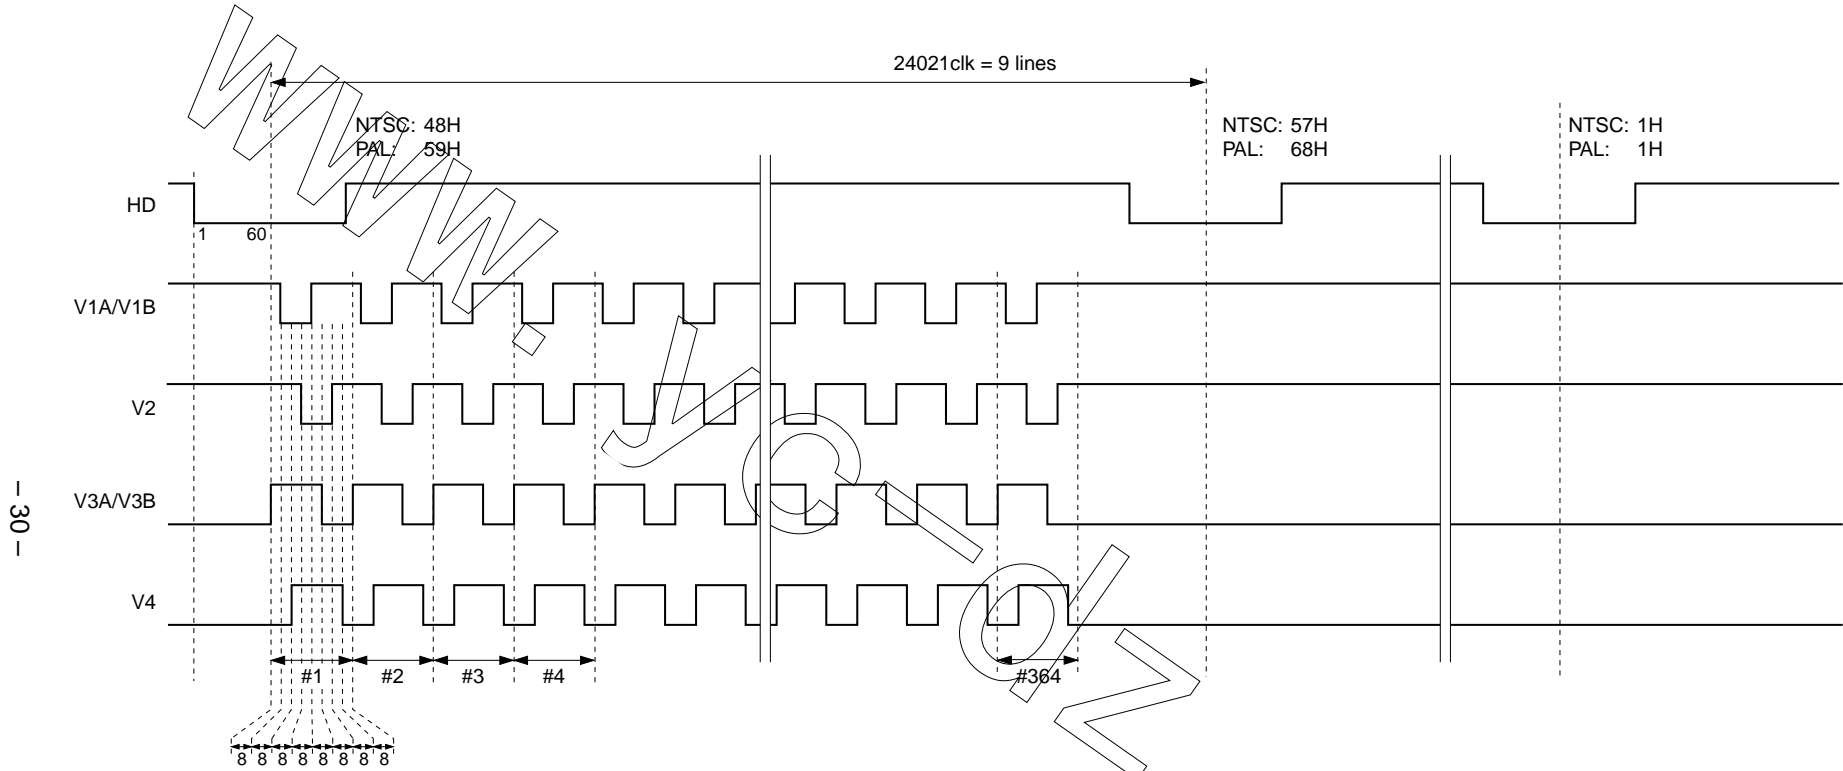 24021clk = 9 lines
NTSC: 48H
PAL: 59H
NTSC: 57H
PAL: 68H
NTSC: 1H
PAL: 1H
HD
1 60
V1A/V1B
V2
V3A/V3B
V4
#1 #2 #3 #4 #364
8 8 8 8 8 8 8 8
– 30 –
www.yc-oz